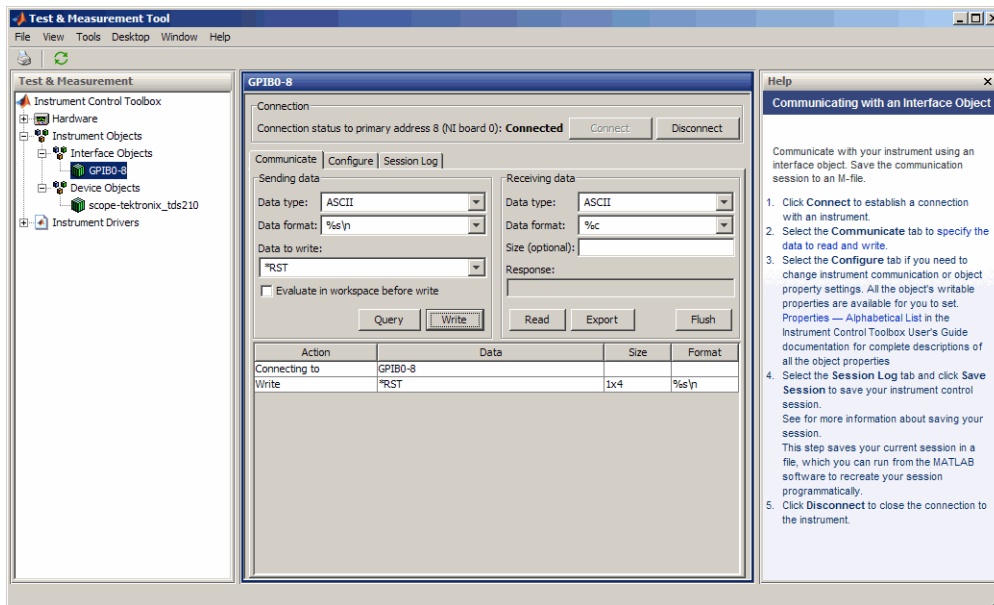 Test & Measurement Tool
File View Tools Desktop Window Help
Test & Measurement
Instrument Control Toolbox
Hardware
Instrument Objects
Interface Objects
GPIB0-8
Device Objects
scope-tektronix_tds210
Instrument Drivers
GPIB0-8
Connection
Connection status to primary address 8 (NI board 0): Connected Connect Disconnect
Communicate Configure Session Log
Sending data
Data type: ASCII
Data format: %s\n
Data to write:
*RST
Evaluate in workspace before write
Query Write
Receiving data
Data type: ASCII
Data format: %c
Size (optional):
Response:
Read Export Flush
Action Data Size Format
Connecting to GPIB0-8
Write *RST 1x4 %s\n
Help
Communicating with an Interface Object
Communicate with your instrument using an
interface object. Save the communication
session to an M-file.
1. Click Connect to establish a connection
with an instrument.
2. Select the Communicate tab to specify the
data to read and write.
3. Select the Configure tab if you need to
change instrument communication or object
property settings. All the object's writable
properties are available for you to set.
Properties — Alphabetical List in the
Instrument Control Toolbox User's Guide
documentation for complete descriptions of
all the object properties
4. Select the Session Log tab and click Save
Session to save your instrument control
session.
See for more information about saving your
session.
This step saves your current session in a
file, which you can run from the MATLAB
software to recreate your session
programmatically.
5. Click Disconnect to close the connection to
the instrument.